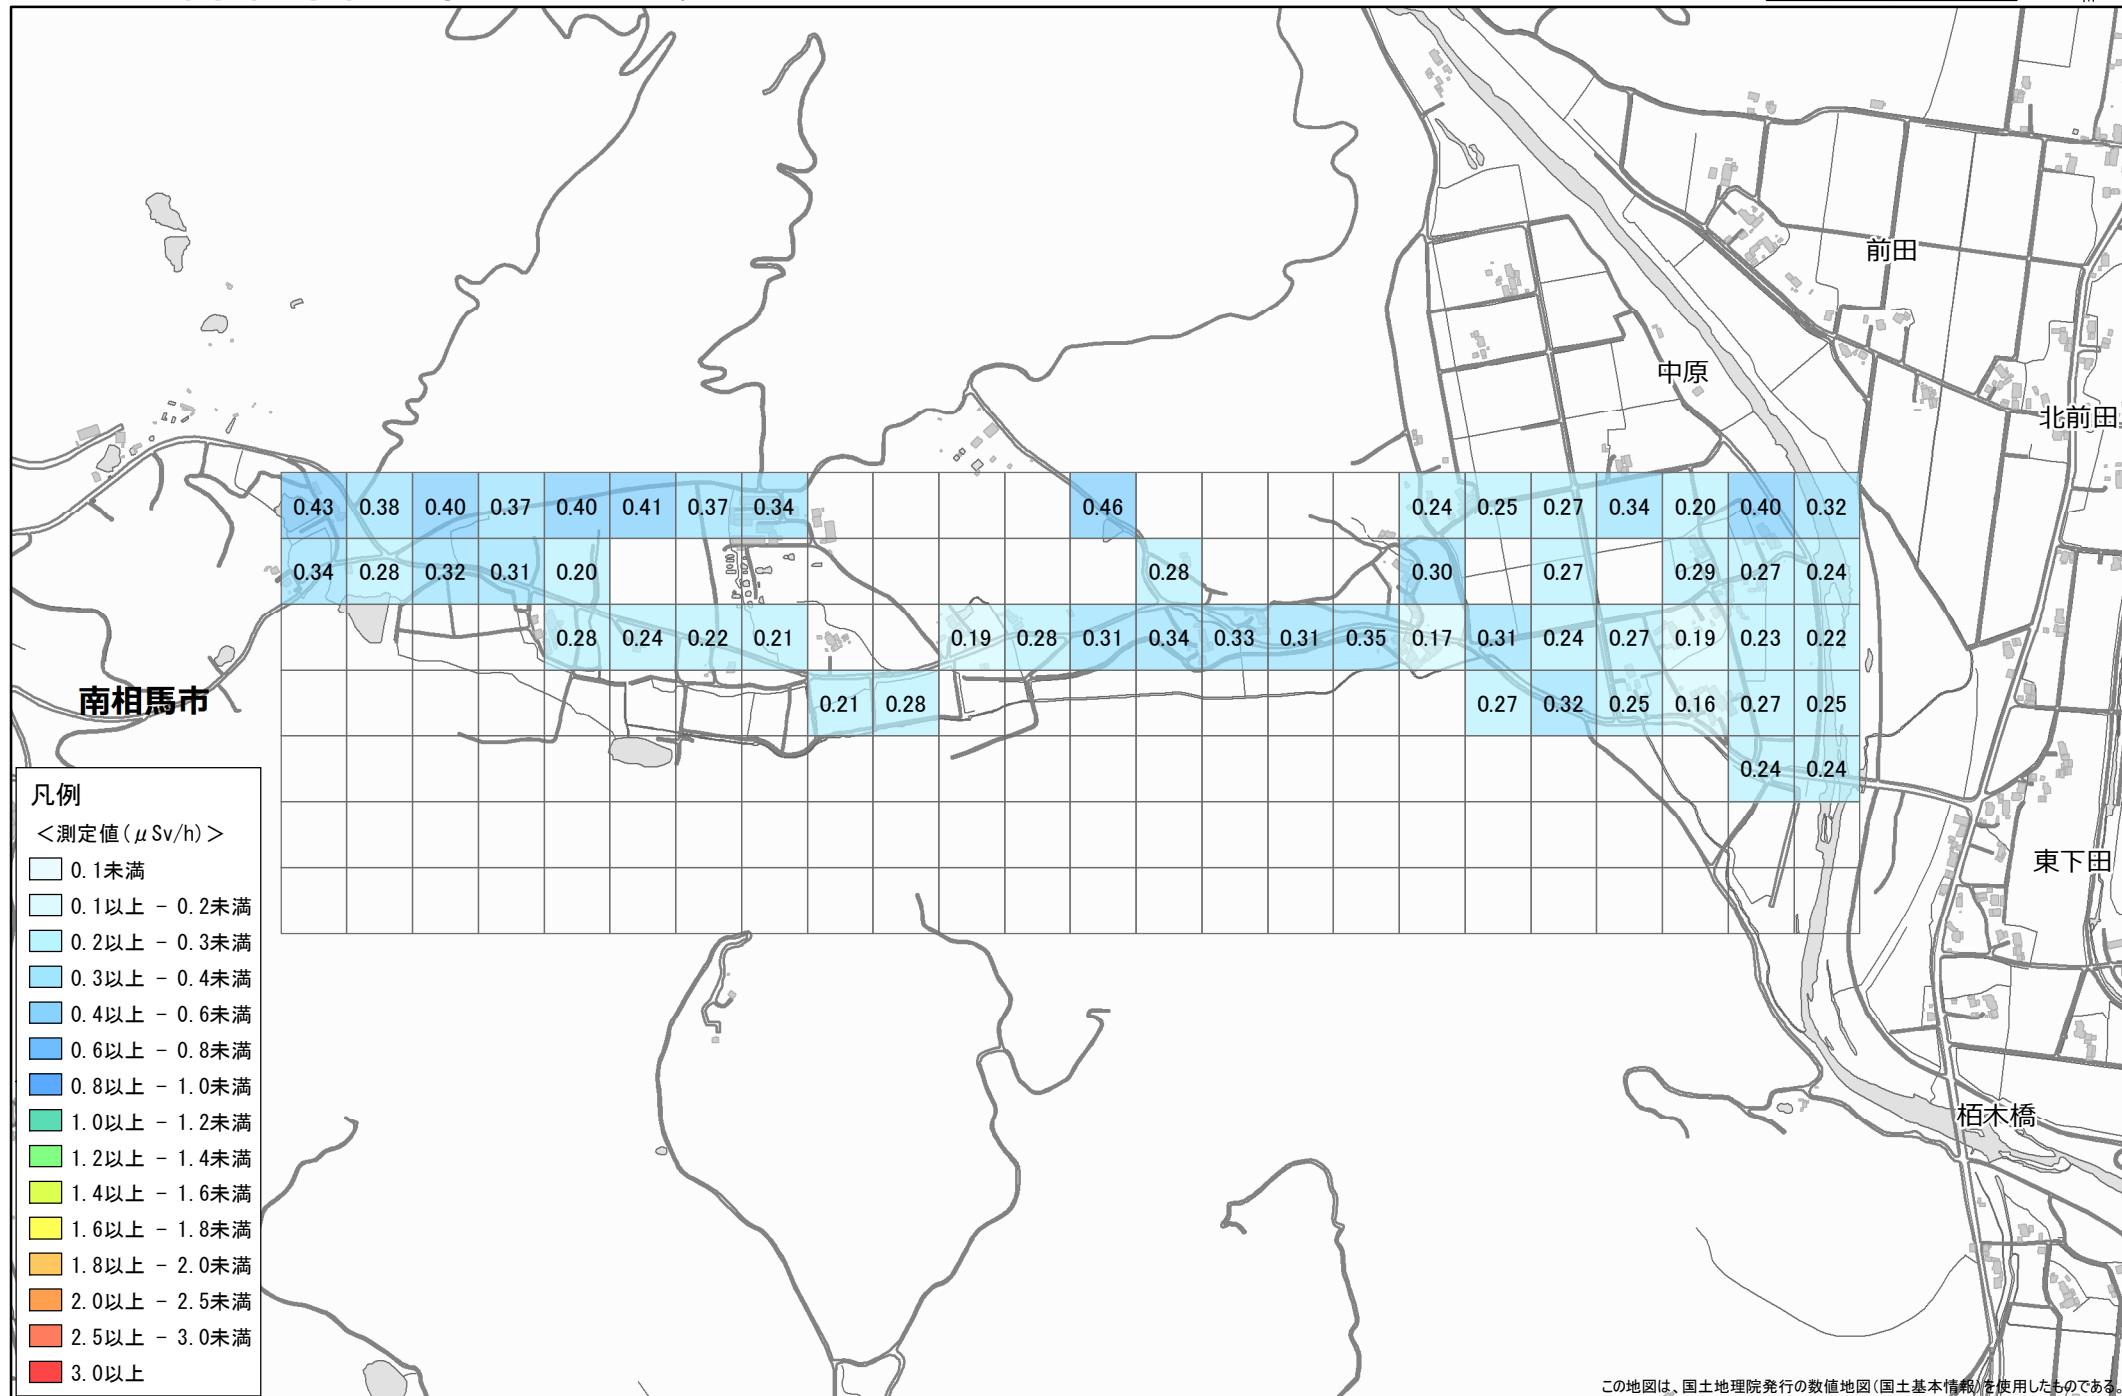 前田
中原
北前田
0.43 0.38 0.40 0.37 0.40 0.41 0.37 0.34 0.46 0.24 0.25 0.27 0.34 0.20 0.40 0.32
0.34 0.28 0.32 0.31 0.20 0.28 0.30 0.27 0.29 0.27 0.24
0.28 0.24 0.22 0.21 0.19 0.28 0.31 0.34 0.33 0.31 0.35 0.17 0.31 0.24 0.27 0.19 0.23 0.22
南相馬市
0.21 0.28 0.27 0.32 0.25 0.16 0.27 0.25
0.24 0.24
東下田
栢木橋
凡例
＜測定値(μSv/h)＞
0.1未満
0.1以上 - 0.2未満
0.2以上 - 0.3未満
0.3以上 - 0.4未満
0.4以上 - 0.6未満
0.6以上 - 0.8未満
0.8以上 - 1.0未満
1.0以上 - 1.2未満
1.2以上 - 1.4未満
1.4以上 - 1.6未満
1.6以上 - 1.8未満
1.8以上 - 2.0未満
2.0以上 - 2.5未満
2.5以上 - 3.0未満
3.0以上
この地図は、国土地理院発行の数値地図(国土基本情報)を使用したものである。